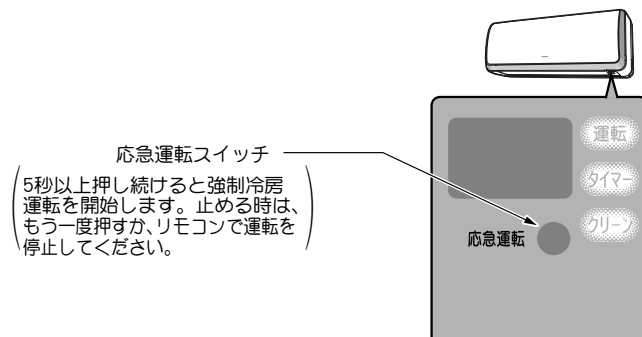 応急運転スイッチ
5秒以上押し続けると強制冷房
運転を開始します。止める時は、
もう一度押すか、リモコンで運転を
停止してください。
運転
タイマー
クリーン
応急運転